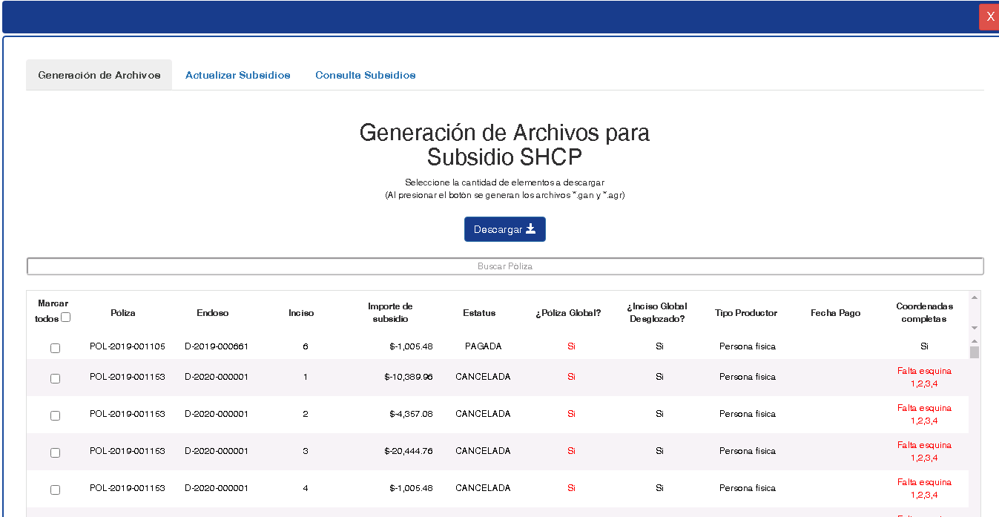 X
Generación de Archivos Actualizar Subsidios Consulta Subsidios
Generación de Archivos para
Subsidio SHCP
Seleccione la cantidad de elementos a descargar
(Al presionar el botón se generan los archivos *.gan y *.agr)
Descargar
Buscar Póliza
Marcar todos Póliza Endoso Inciso Importe de subsidio Estatus ¿Póliza Global? ¿Inciso Global Desglozado? Tipo Productor Fecha Pago Coordenadas completas
POL-2019-001105 D-2019-000661 6 $-1,005.48 PAGADA Si Si Persona física Si
POL-2019-001153 D-2020-000001 1 $-10,389.96 CANCELADA Si Si Persona física Falta esquina 1,2,3,4
POL-2019-001153 D-2020-000001 2 $-4,357.08 CANCELADA Si Si Persona física Falta esquina 1,2,3,4
POL-2019-001153 D-2020-000001 3 $-20,444.76 CANCELADA Si Si Persona física Falta esquina 1,2,3,4
POL-2019-001153 D-2020-000001 4 $-1,005.48 CANCELADA Si Si Persona física Falta esquina 1,2,3,4